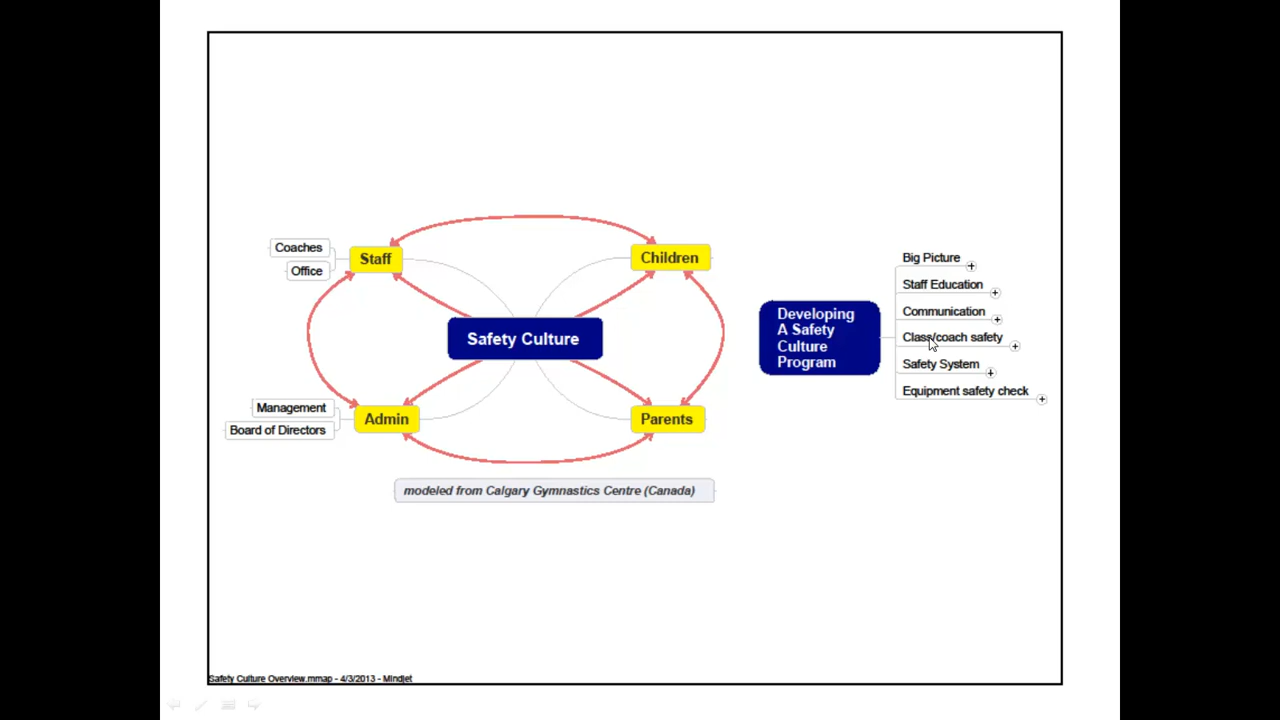 Coaches
Office
Staff
Children
Safety Culture
Management
Board of Directors
Admin
Parents
modeled from Calgary Gymnastics Centre (Canada)
Developing
A Safety
Culture
Program
Big Picture
Staff Education
Communication
Class/coach safety
Safety System
Equipment safety check
Safety Culture Overview.mmap - 4/3/2013 - Mindjet